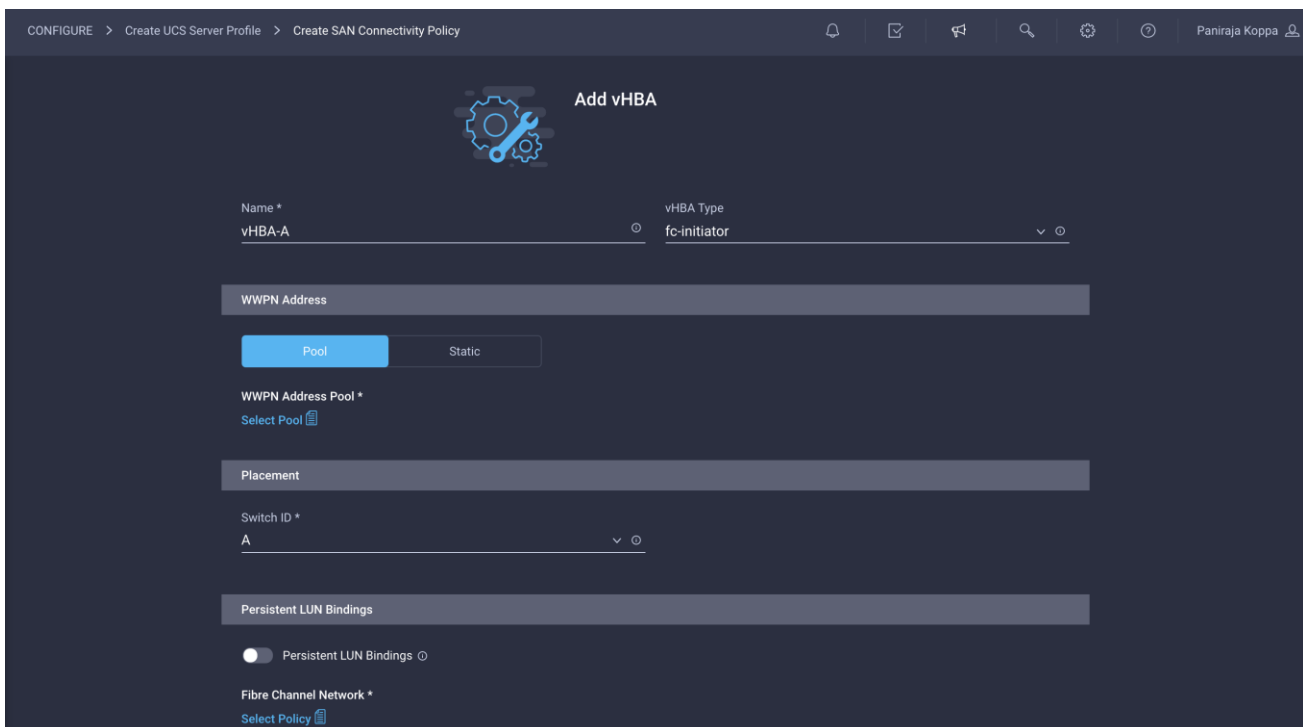 CONFIGURE > Create UCS Server Profile > Create SAN Connectivity Policy
Paniraja Koppa
Add vHBA
Name *
vHBA Type
vHBA-A
fc-initiator
WWPN Address
Pool
Static
WWPN Address Pool *
Select Pool
Placement
Switch ID *
A
Persistent LUN Bindings
Persistent LUN Bindings
Fibre Channel Network *
Select Policy